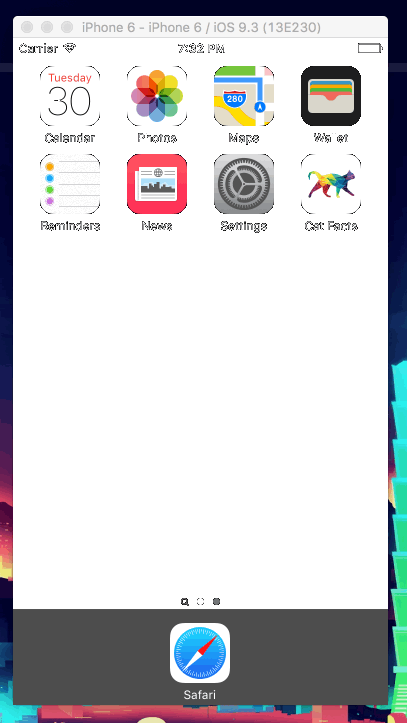 iPhone 6 - iPhone 6 / iOS 9.3 (13E230)
Carrier 7:32 PM
Tuesday
30
280
Calendar Photos Maps Wallet
Reminders News Settings Cat Facts
Safari